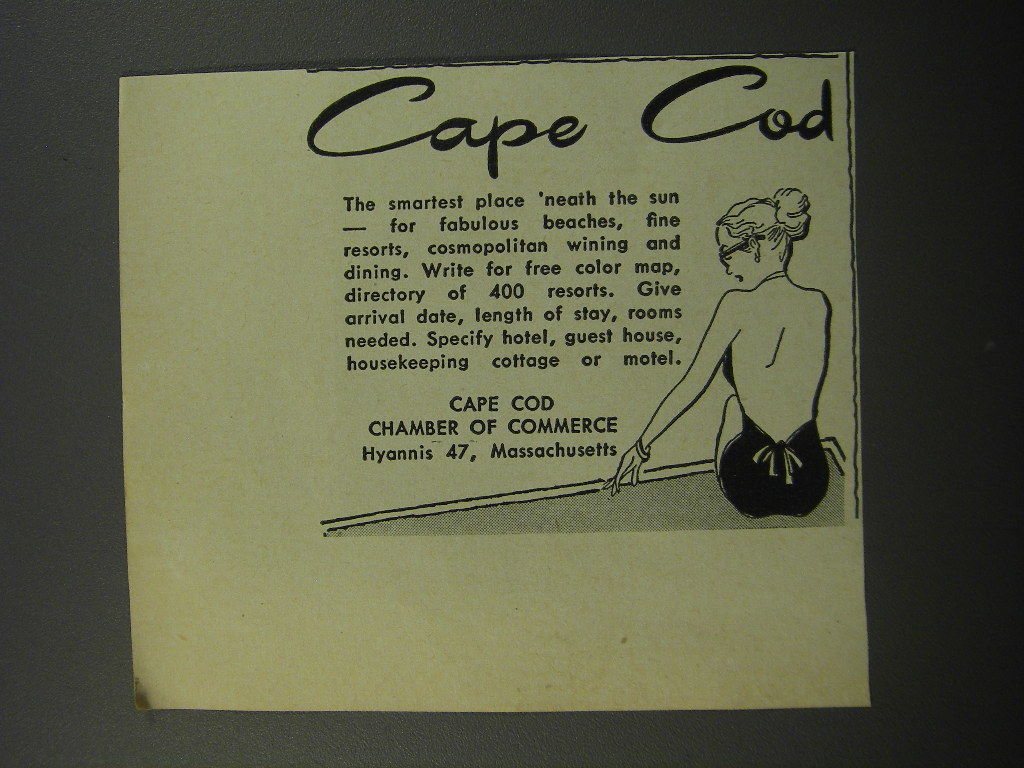 Cape Cod
The smartest place 'neath the sun
— for fabulous beaches, fine
resorts, cosmopolitan wining and
dining. Write for free color map,
directory of 400 resorts. Give
arrival date, length of stay, rooms
needed. Specify hotel, guest house,
housekeeping cottage or motel.
CAPE COD
CHAMBER OF COMMERCE
Hyannis 47, Massachusetts